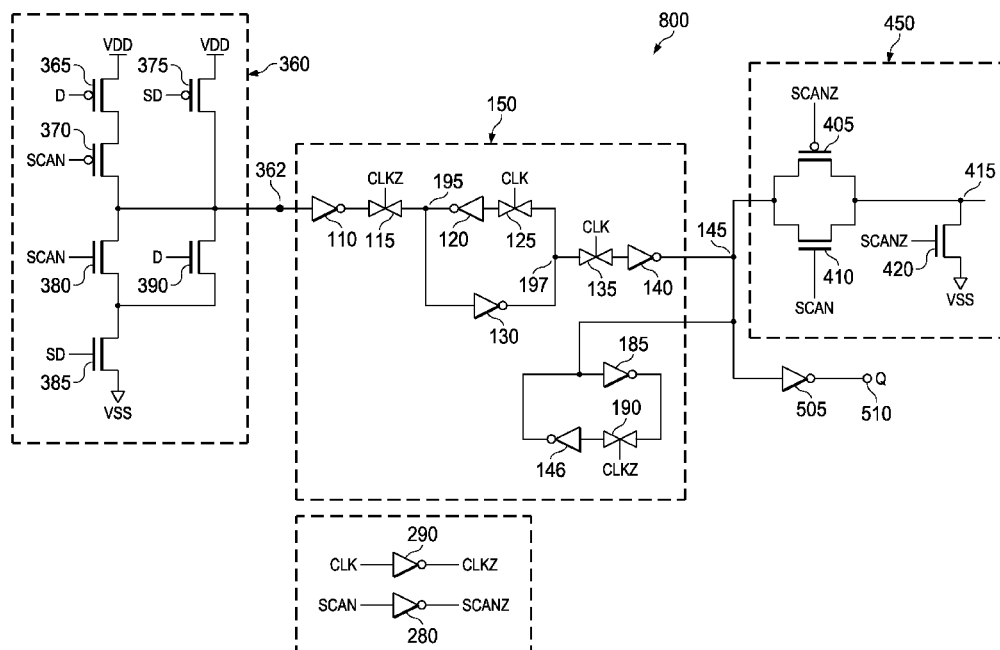 800
VDD
VDD
365
375
360
450
D
SD
SCANZ
370
150
405
SCAN
CLKZ
CLK
362
195
415
110
115
120
125
CLK
145
SCAN
D
SCANZ
380
390
197
135
140
410
420
130
SCAN
VSS
SD
185
385
190
Q
VSS
505
510
146
CLKZ
290
CLK
CLKZ
SCAN
SCANZ
280